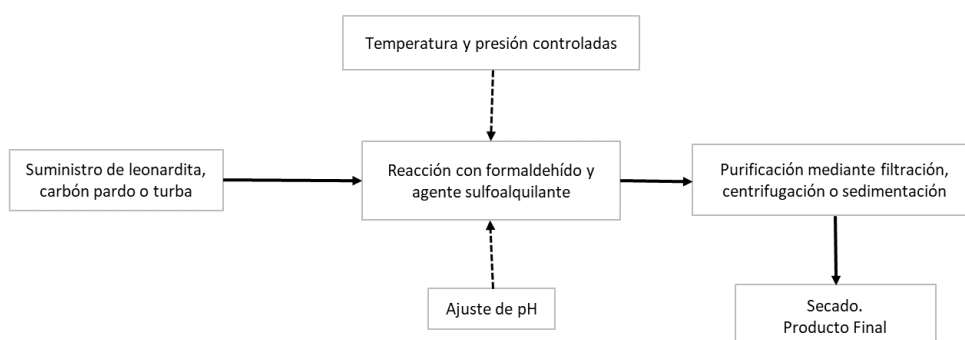 Temperatura y presión controladas
Suministro de leonardita,
carbón pardo o turba
Reacción con formaldehído y
agente sulfoalquilante
Purificación mediante filtración,
centrifugación o sedimentación
Ajuste de pH
Secado.
Producto Final